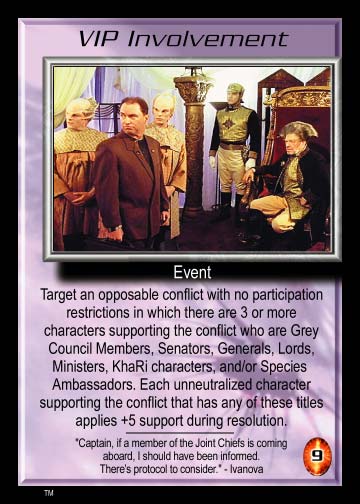 VIP Involvement
Event
Target an opposable conflict with no participation
restrictions in which there are 3 or more
characters supporting the conflict who are Grey
Council Members, Senators, Generals, Lords,
Ministers, KhaRi characters, and/or Species
Ambassadors. Each unneutralized character
supporting the conflict that has any of these titles
applies +5 support during resolution.
"Captain, if a member of the Joint Chiefs is coming
aboard, I should have been informed.
There's protocol to consider." - Ivanova
9
TM